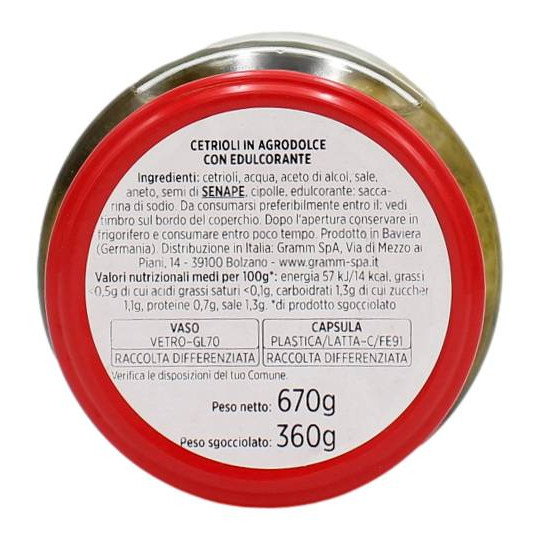 CETRIOLI IN AGRODOLCE
CON EDULCORANTE
Ingredienti: cetrioli, acqua, aceto di alcol, sale,
aneto, semi di SENAPE, cipolle, edulcorante: sacca-
rina di sodio. Da consumarsi preferibilmente entro il: vedi
timbro sul bordo del coperchio. Dopo l'apertura conservare in
frigorifero e consumare entro poco tempo. Prodotto in Baviera
(Germania). Distribuzione in Italia: Gramm SpA, Via di Mezzo ai
Piani, 14 - 39100 Bolzano - www.gramm-spa.it
Valori nutrizionali medi per 100g*: energia 57 kJ/14 kcal, grassi
<0,5g di cui acidi grassi saturi <0,1g, carboidrati 1,3g di cui zuccher
1,1g, proteine 0,7g, sale 1,3g. *di prodotto sgocciolato
VASO CAPSULA
VETRO-GL70 PLASTICA/LATTA-C/FE91
RACCOLTA DIFFERENZIATA RACCOLTA DIFFERENZIATA
Verifica le disposizioni del tuo Comune.
Peso netto: 670g
Peso sgocciolato: 360g